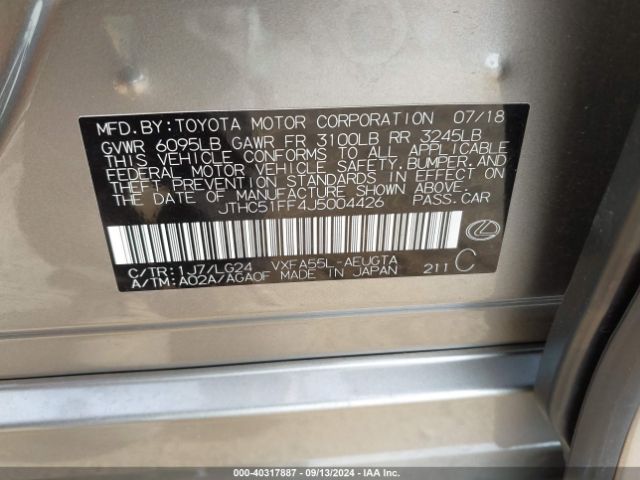 MFD. BY: TOYOTA MOTOR CORPORATION 07/18
GVWR 6095LB GAWR FR 3100LB RR 3245LB
THIS VEHICLE CONFORMS TO ALL APPLICABLE
FEDERAL MOTOR VEHICLE SAFETY, BUMPER, AND
THEFT PREVENTION STANDARDS IN EFFECT ON
THE DATE OF MANUFACTURE SHOWN ABOVE.
JTHC51FF4J5004426 PASS.CAR
C/TR: 1J7/LG24 VXFA55L-AEUGTA
A/TM: A02A/AGA0F MADE IN JAPAN 211 C
000-40317887 - 09/13/2024 - IAA Inc.